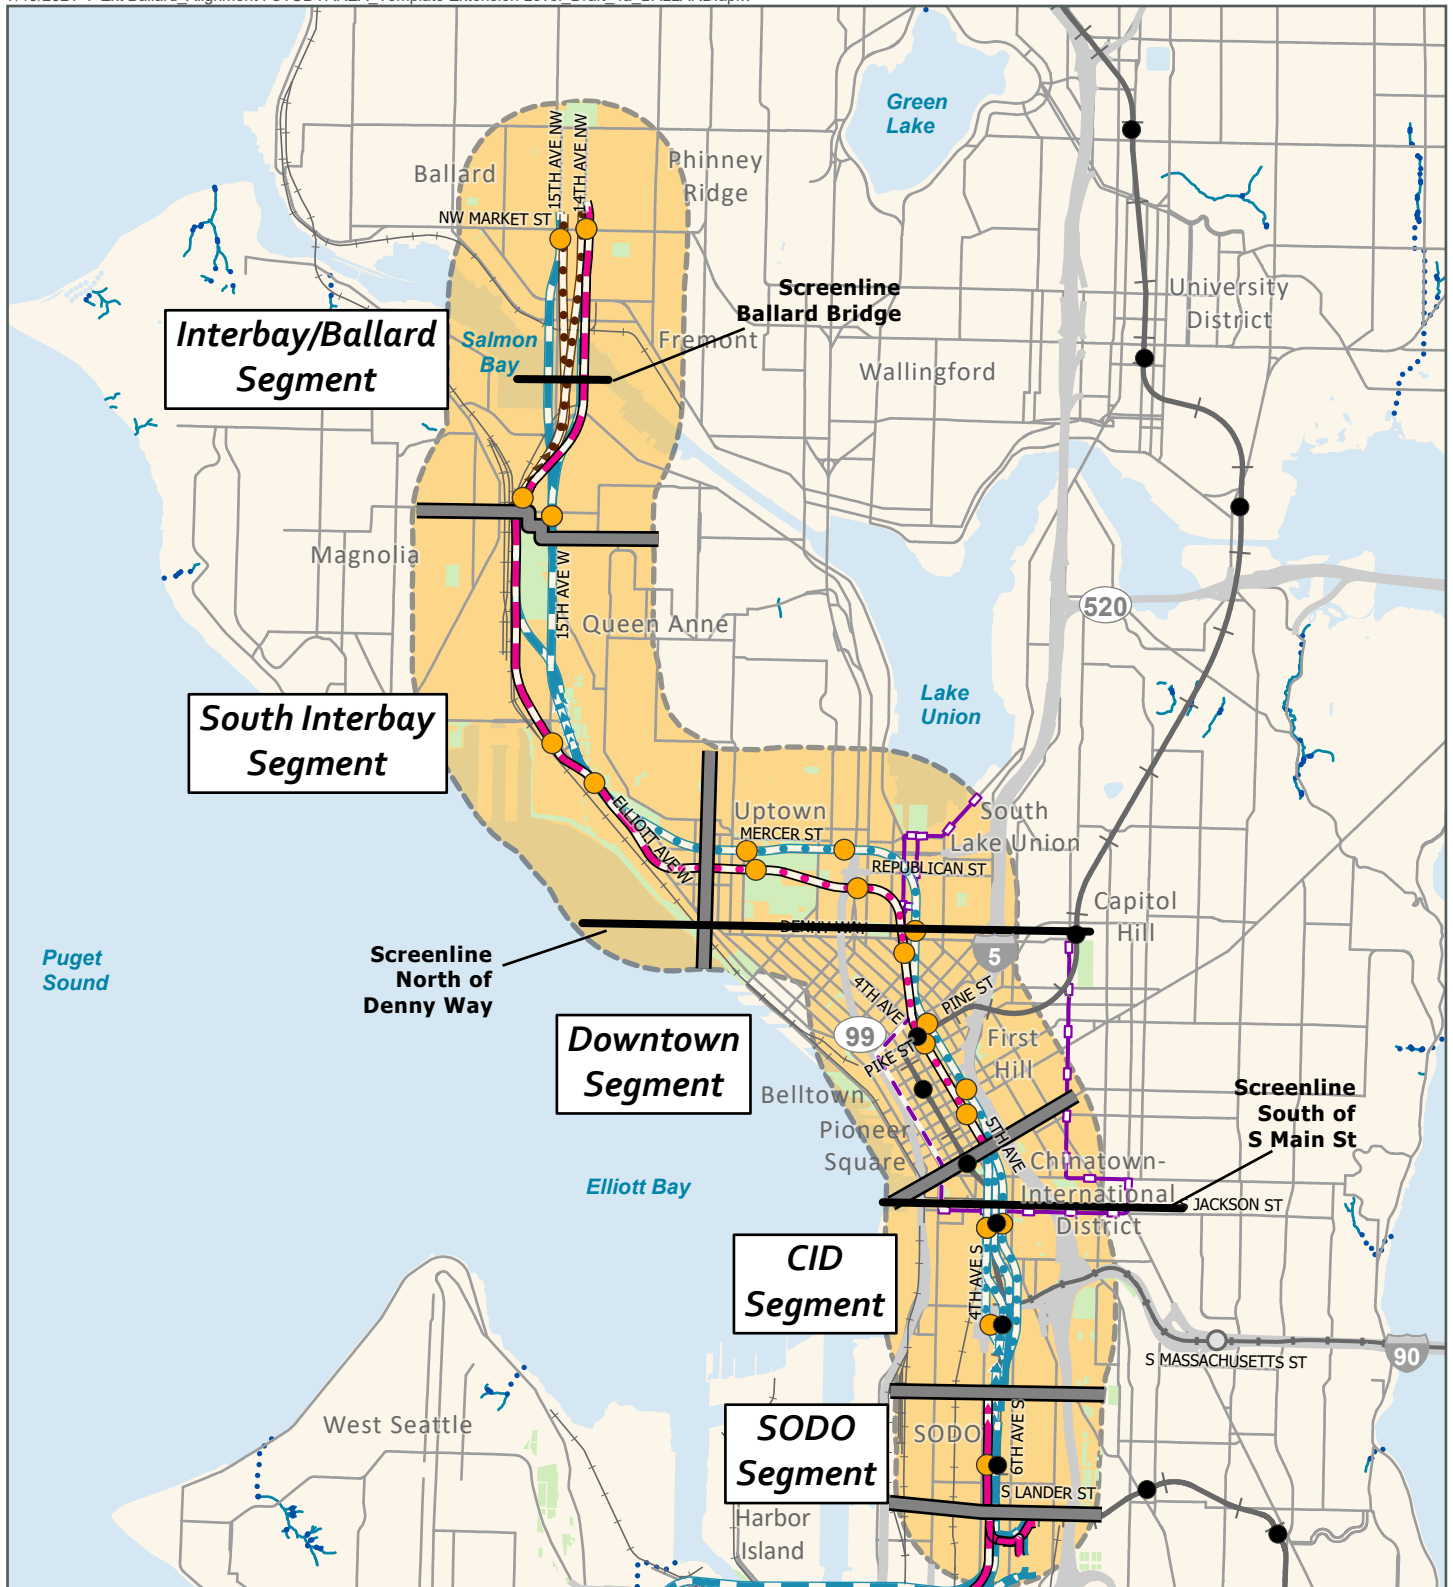 Green
Lake
15TH AVE NW
14TH AVE NW
Ballard
Phinney
Ridge
NW MARKET ST
Screenline
Ballard Bridge
University
District
Interbay/Ballard
Segment
Salmon
Bay
Fremont
Wallingford
Magnolia
15TH AVE W
Queen Anne
520
Lake
Union
South Interbay
Segment
ELLIOTT AVE W
Uptown
MERCER ST
South
Lake Union
REPUBLICAN ST
Capitol
Hill
DENNY WAY
Puget
Sound
Screenline
North of
Denny Way
5
4TH AVE
PINE ST
99
PIKE ST
First
Hill
Downtown
Segment
Belltown
Pioneer
Square
5TH AVE
Screenline
South of
S Main St
Chinatown-
International
District
Elliott Bay
S JACKSON ST
CID
Segment
4TH AVE S
S MASSACHUSETTS ST
90
West Seattle
SODO
Segment
SODO
6TH AVE S
S LANDER ST
Harbor
Island